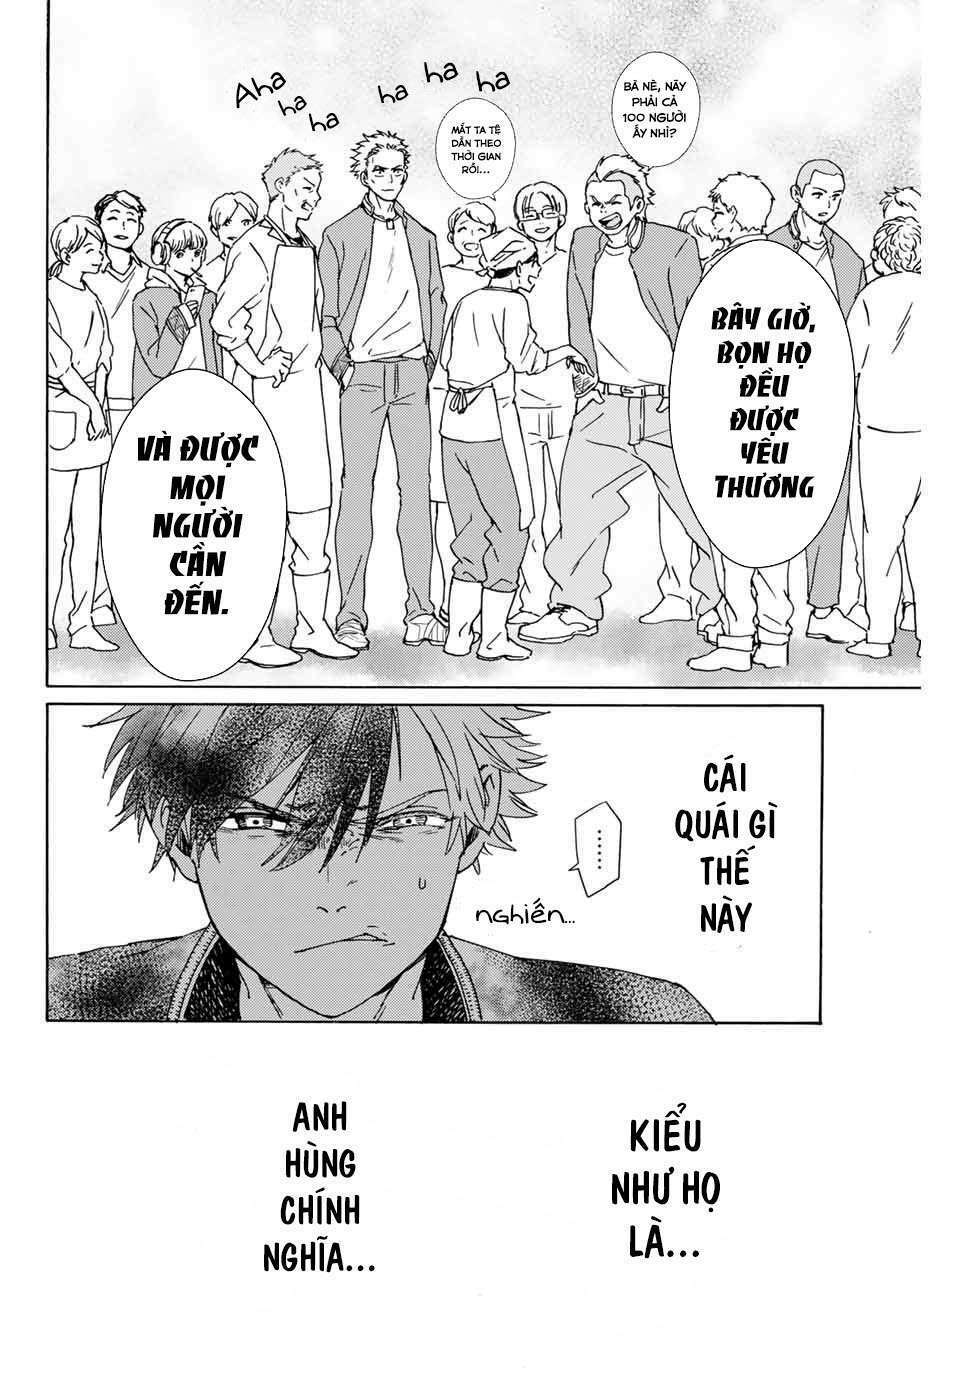 BÀ NÈ, NÃY
PHẢI CẢ
100 NGƯỜI
ẤY NHỈ?
MẮT TA TỆ
DẦN THEO
THỜI GIAN
RỒI...
ha
ha
ha
Aha
ha
ha
BÂY GIỜ,
BỌN HỌ
ĐỀU
ĐƯỢC
YÊU
THƯƠNG
VÀ ĐƯỢC
MỌI
NGƯỜI
CẦN
ĐẾN.
CÁI
QUÁI GÌ
THẾ
NÀY
......
nghiến...
KIỂU
NHƯ HỌ
LÀ...
ANH
HÙNG
CHÍNH
NGHĨA...